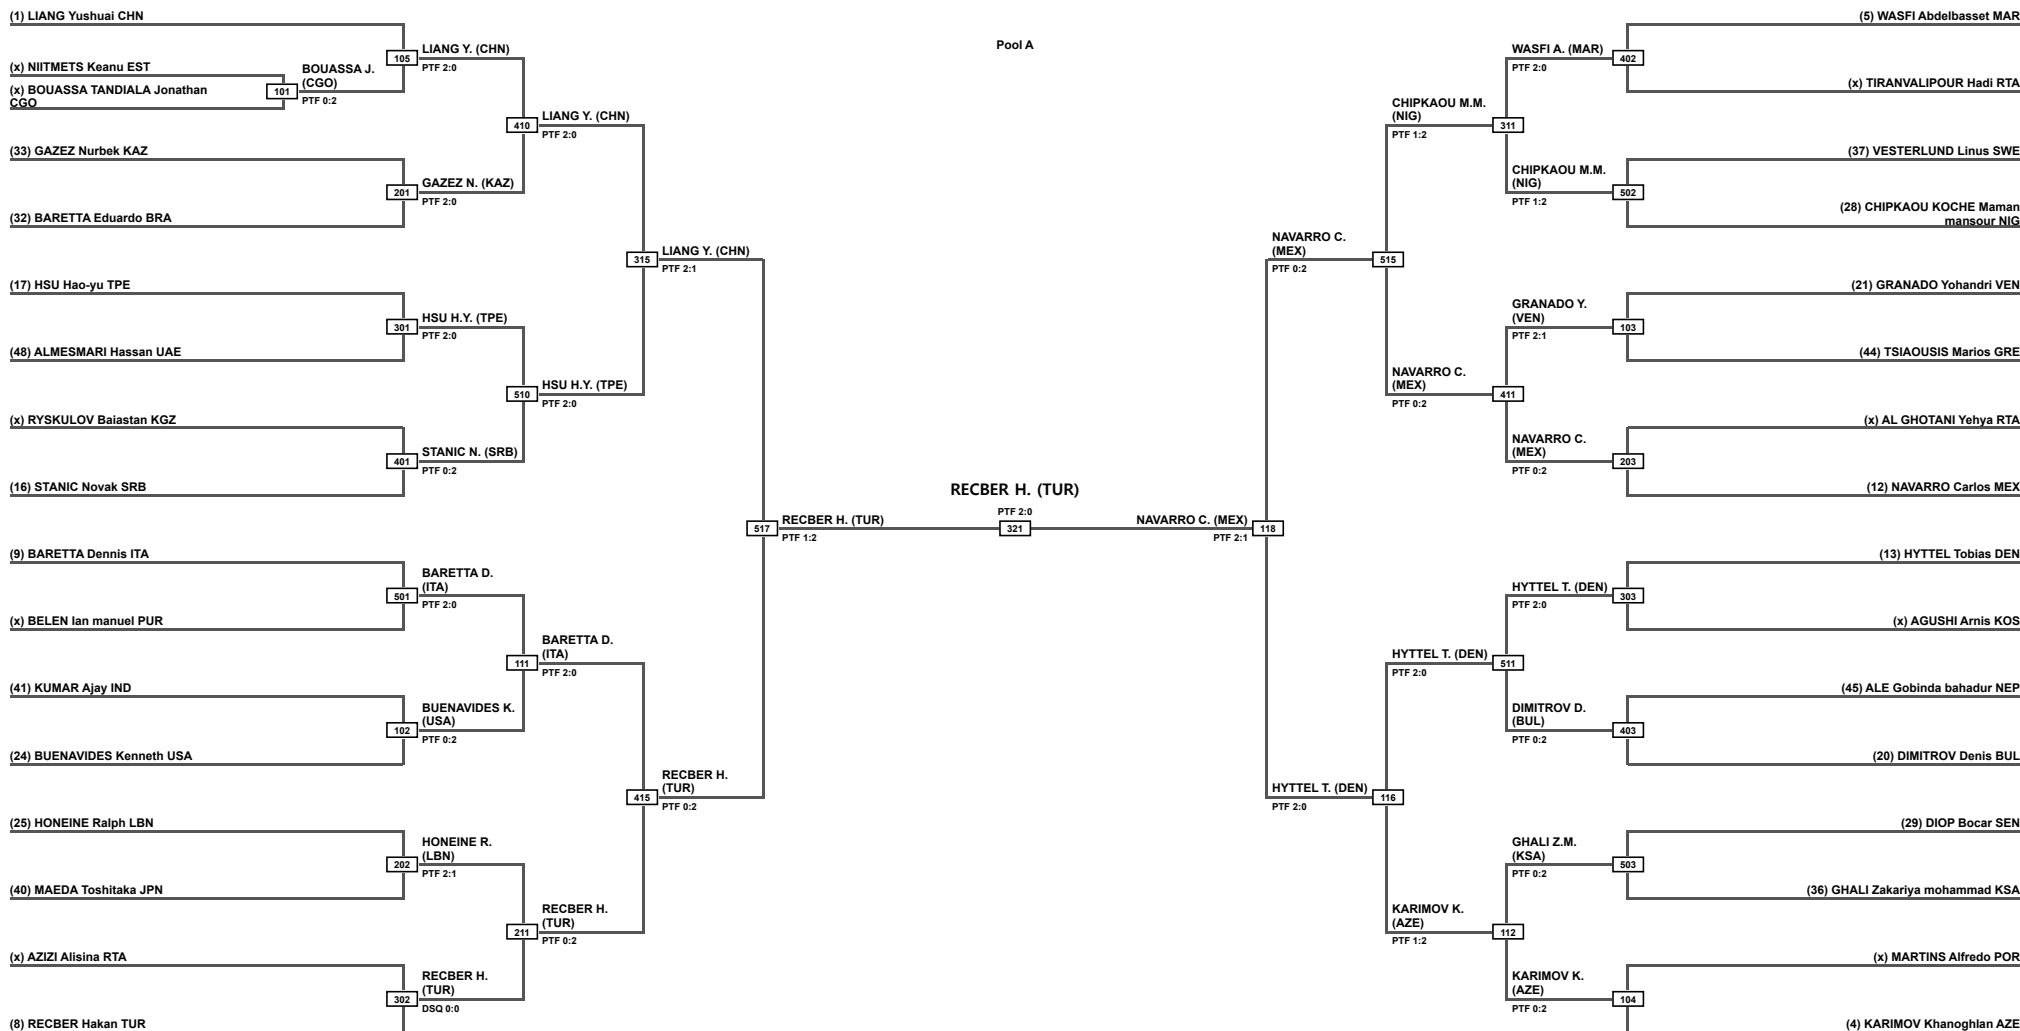 (1) LIANG Yushuai CHN
(x) NIITMETS Keanu EST
(x) BOUASSA TANDIALA Jonathan
CGO
101
BOUASSA J.
(CGO)
PTF 0:2
105
LIANG Y. (CHN)
PTF 2:0
(33) GAZEZ Nurbek KAZ
(32) BARETTA Eduardo BRA
201
GAZEZ N. (KAZ)
PTF 2:0
410
LIANG Y. (CHN)
PTF 2:0
(17) HSU Hao-yu TPE
(48) ALMESMARI Hassan UAE
301
HSU H.Y. (TPE)
PTF 2:0
(x) RYSKULOV Baiastan KGZ
(16) STANIC Novak SRB
401
STANIC N. (SRB)
PTF 0:2
510
HSU H.Y. (TPE)
PTF 2:0
315
LIANG Y. (CHN)
PTF 2:1
(9) BARETTA Dennis ITA
(x) BELEN Ian manuel PUR
501
BARETTA D.
(ITA)
PTF 2:0
(41) KUMAR Ajay IND
(24) BUENAVIDES Kenneth USA
102
BUENAVIDES K.
(USA)
PTF 0:2
111
BARETTA D.
(ITA)
PTF 2:0
(25) HONEINE Ralph LBN
(40) MAEDA Toshitaka JPN
202
HONEINE R.
(LBN)
PTF 2:1
(x) AZIZI Alisina RTA
(8) RECBER Hakan TUR
302
RECBER H.
(TUR)
DSQ 0:0
211
RECBER H.
(TUR)
PTF 0:2
415
RECBER H.
(TUR)
PTF 0:2
517
RECBER H. (TUR)
PTF 1:2
Pool A
RECBER H. (TUR)
PTF 2:0
321
NAVARRO C. (MEX)
PTF 2:1
118
NAVARRO C.
(MEX)
PTF 0:2
515
CHIPKAOU M.M.
(NIG)
PTF 1:2
311
WASFI A. (MAR)
PTF 2:0
402
(5) WASFI Abdelbasset MAR
(x) TIRANVALIPOUR Hadi RTA
CHIPKAOU M.M.
(NIG)
PTF 1:2
502
(37) VESTERLUND Linus SWE
(28) CHIPKAOU KOCHE Maman
mansour NIG
NAVARRO C.
(MEX)
PTF 0:2
411
GRANADO Y.
(VEN)
PTF 2:1
103
(21) GRANADO Yohandri VEN
(44) TSIAOUSIS Marios GRE
NAVARRO C.
(MEX)
PTF 0:2
203
(x) AL GHOTANI Yehya RTA
(12) NAVARRO Carlos MEX
HYTTEL T. (DEN)
PTF 2:0
116
HYTTEL T. (DEN)
PTF 2:0
511
HYTTEL T. (DEN)
PTF 2:0
303
(13) HYTTEL Tobias DEN
(x) AGUSHI Arnis KOS
DIMITROV D.
(BUL)
PTF 0:2
403
(45) ALE Gobinda bahadur NEP
(20) DIMITROV Denis BUL
KARIMOV K.
(AZE)
PTF 1:2
112
GHALI Z.M.
(KSA)
PTF 0:2
503
(29) DIOP Bocar SEN
(36) GHALI Zakariya mohammad KSA
KARIMOV K.
(AZE)
PTF 0:2
104
(x) MARTINS Alfredo POR
(4) KARIMOV Khanoghlan AZE